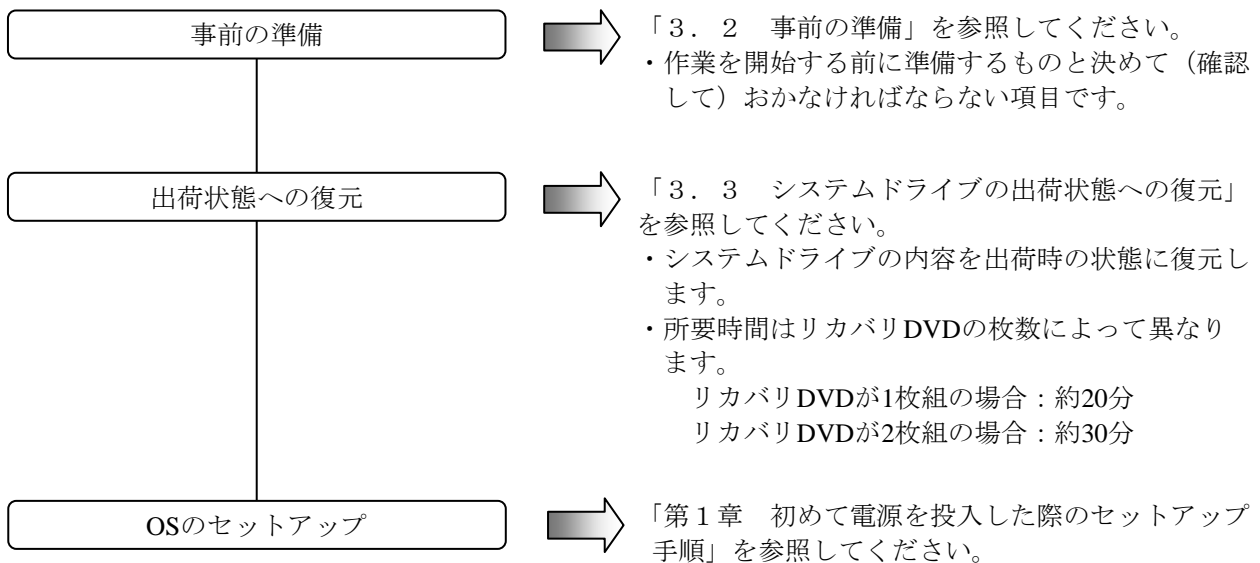 事前の準備
「３．２　事前の準備」を参照してください。
・作業を開始する前に準備するものと決めて（確認
して）おかなければならない項目です。
出荷状態への復元
「３．３　システムドライブの出荷状態への復元」
を参照してください。
・システムドライブの内容を出荷時の状態に復元し
ます。
・所要時間はリカバリDVDの枚数によって異なり
ます。
リカバリDVDが1枚組の場合：約20分
リカバリDVDが2枚組の場合：約30分
OSのセットアップ
「第１章　初めて電源を投入した際のセットアップ
手順」を参照してください。